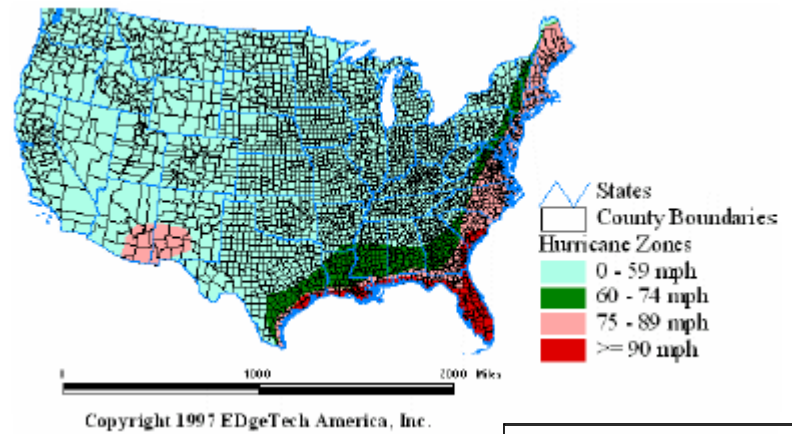 States
County Boundaries
Hurricane Zones
0 - 59 mph
60 - 74 mph
75 - 89 mph
>= 90 mph
0 1000 2000 Miles
Copyright 1997 EDgeTech America, Inc.